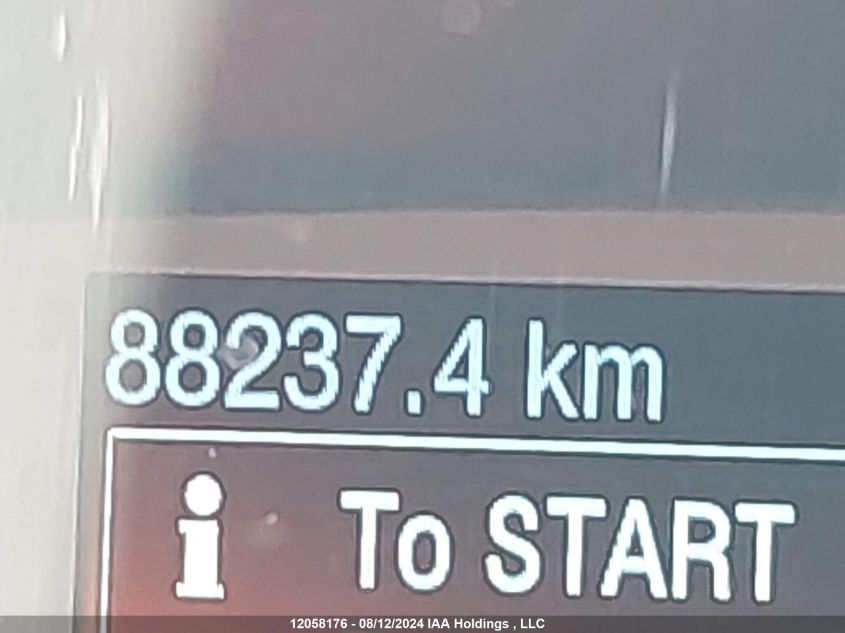 88237.4 km
i To START
12058176 - 08/12/2024 IAA Holdings , LLC